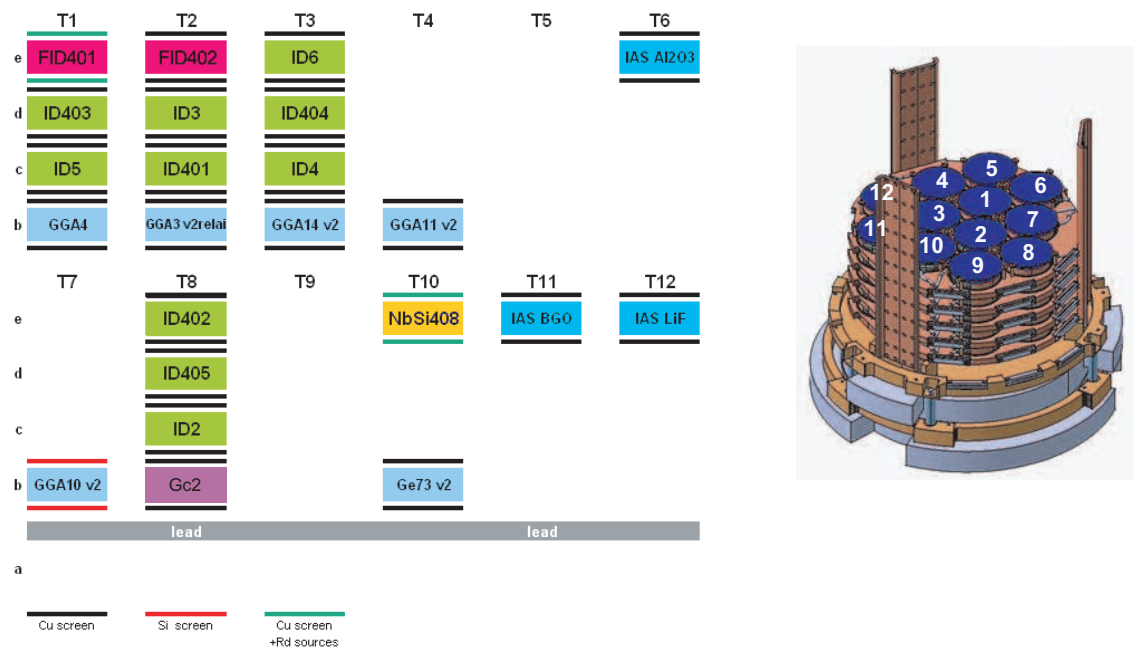 T1 T2 T3 T4 T5 T6
e FID401 FID402 ID6 IAS Al2O3
d ID403 ID3 ID404
c ID5 ID401 ID4
b GGA4 GGA3 v2relai GGA14 v2 GGA11 v2
T7 T8 T9 T10 T11 T12
e ID402 NbSi408 IAS BGO IAS LiF
d ID405
c ID2
b GGA10 v2 Gc2 Ge73 v2
lead lead
a
Cu screen Si screen Cu screen
+Rd sources
5
4 6
12 1
3 7
11 2
10 8
9